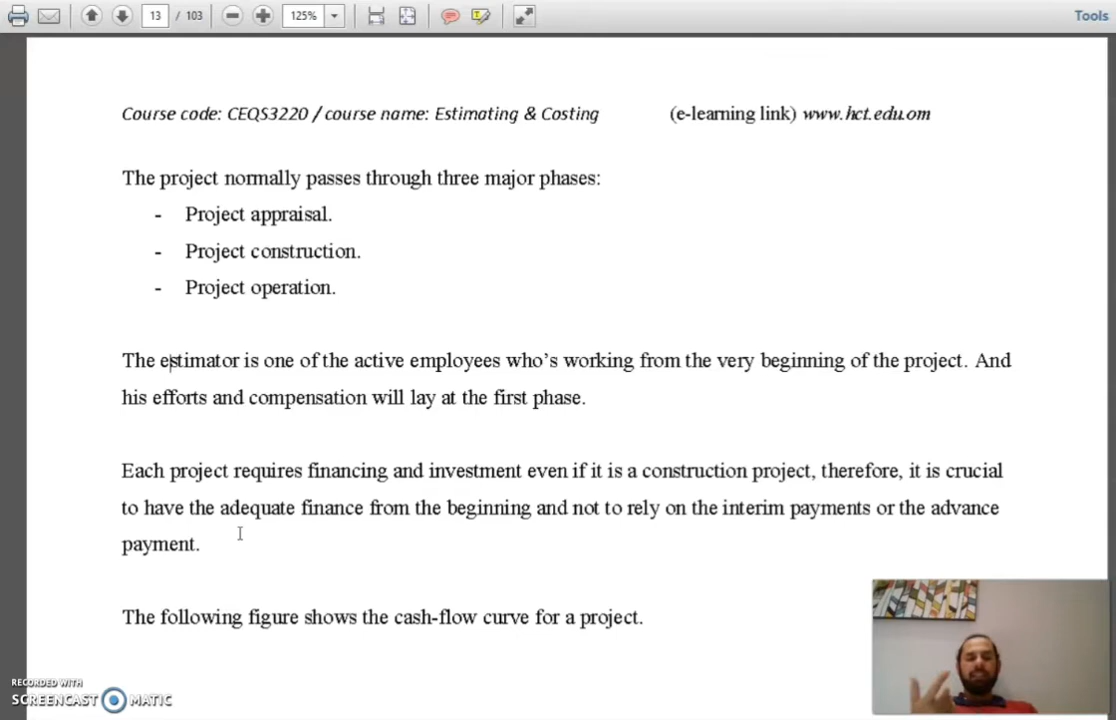 13 / 103 125% Tools
Course code: CEQS3220 / course name: Estimating & Costing (e-learning link) www.hct.edu.om
The project normally passes through three major phases:
- Project appraisal.
- Project construction.
- Project operation.
The estimator is one of the active employees who's working from the very beginning of the project. And
his efforts and compensation will lay at the first phase.
Each project requires financing and investment even if it is a construction project, therefore, it is crucial
to have the adequate finance from the beginning and not to rely on the interim payments or the advance
payment.
The following figure shows the cash-flow curve for a project.
RECORDED WITH
SCREENCAST MATIC